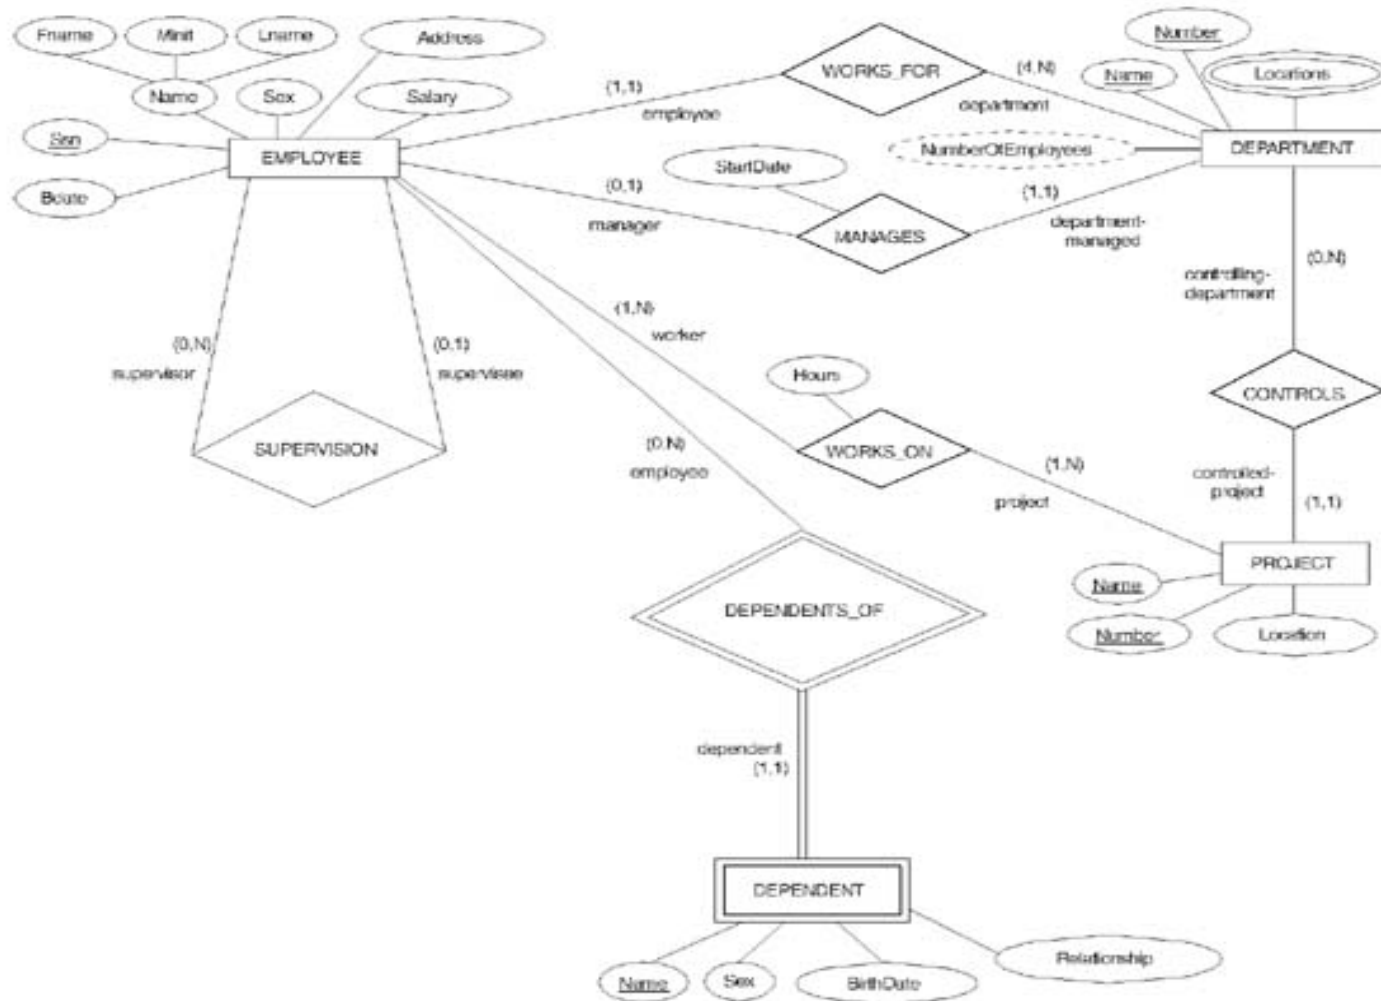 Fname
Minit
Lname
Address
Name
Sex
Salary
Ssn
Bdate
EMPLOYEE
(1,1)
employee
WORKS_FOR
(4,N)
department
Number
Name
Locations
NumberOfEmployees
DEPARTMENT
StartDate
(0,1)
manager
MANAGES
(1,1)
department-
managed
(0,N)
controlling-
department
(0,N)
supervisor
(0,1)
supervisee
SUPERVISION
(1,N)
worker
Hours
WORKS_ON
(1,N)
project
CONTROLS
controlled-
project
(1,1)
(0,N)
employee
PROJECT
Name
Number
Location
DEPENDENTS_OF
dependent
(1,1)
DEPENDENT
Name
Sex
BirthDate
Relationship